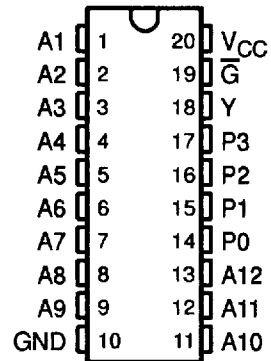 A1 1 20 VCC
A2 2 19 G̅
A3 3 18 Y
A4 4 17 P3
A5 5 16 P2
A6 6 15 P1
A7 7 14 P0
A8 8 13 A12
A9 9 12 A11
GND 10 11 A10